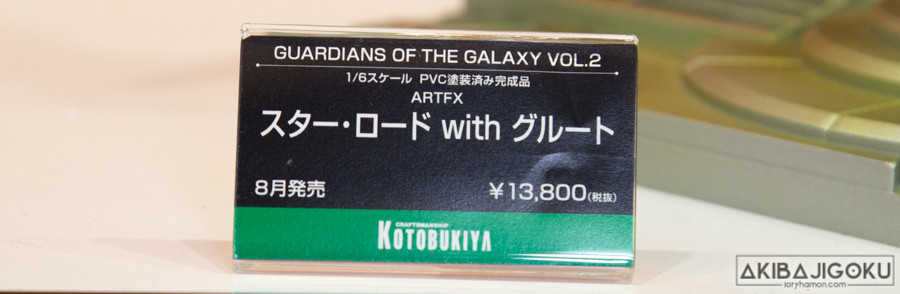 GUARDIANS OF THE GALAXY VOL.2
1/6スケール PVC塗装済み完成品
ARTFX
スター・ロード with グルート
8月発売 ¥13,800(税抜)
CRAFTMANSHIP
KOTOBUKIYA
AKIBAJIGOKU
ioryhamon.com